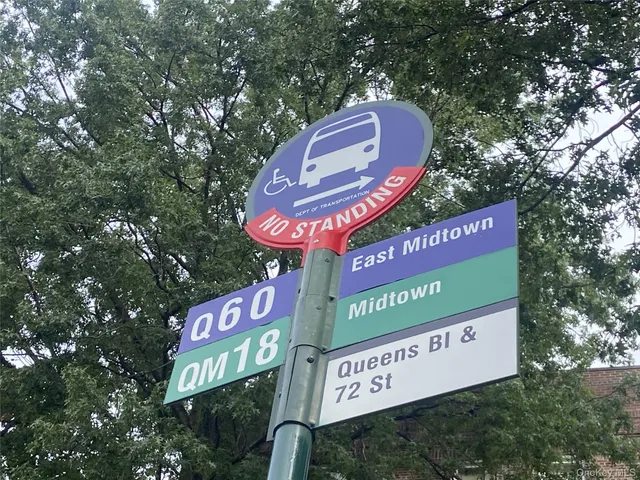 DEPT OF TRANSPORTATION
NO STANDING
Q60 East Midtown
QM18 Midtown
Queens Bl &
72 St
OneKey MLS